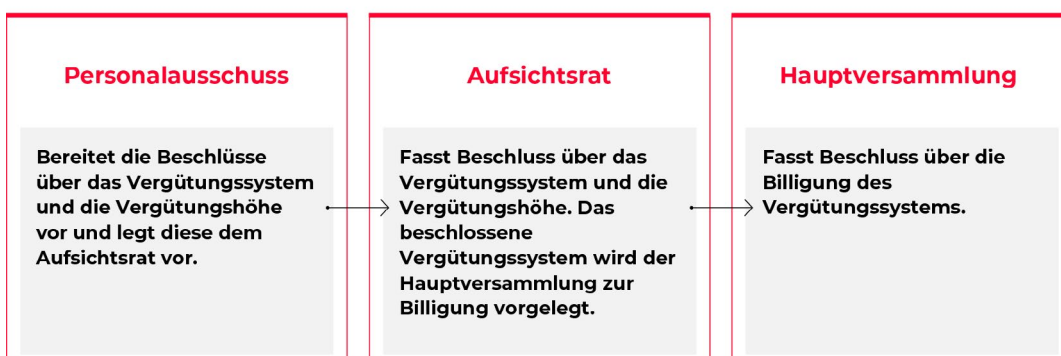 Personalausschuss
Bereitet die Beschlüsse
über das Vergütungssystem
und die Vergütungshöhe
vor und legt diese dem
Aufsichtsrat vor.
Aufsichtsrat
Fasst Beschluss über das
Vergütungssystem und die
Vergütungshöhe. Das
beschlossene
Vergütungssystem wird der
Hauptversammlung zur
Billigung vorgelegt.
Hauptversammlung
Fasst Beschluss über die
Billigung des
Vergütungssystems.